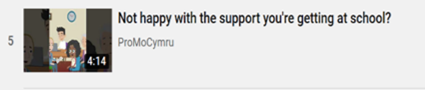 Not happy with the support you're getting at school?
5
ProMoCymru
4:14